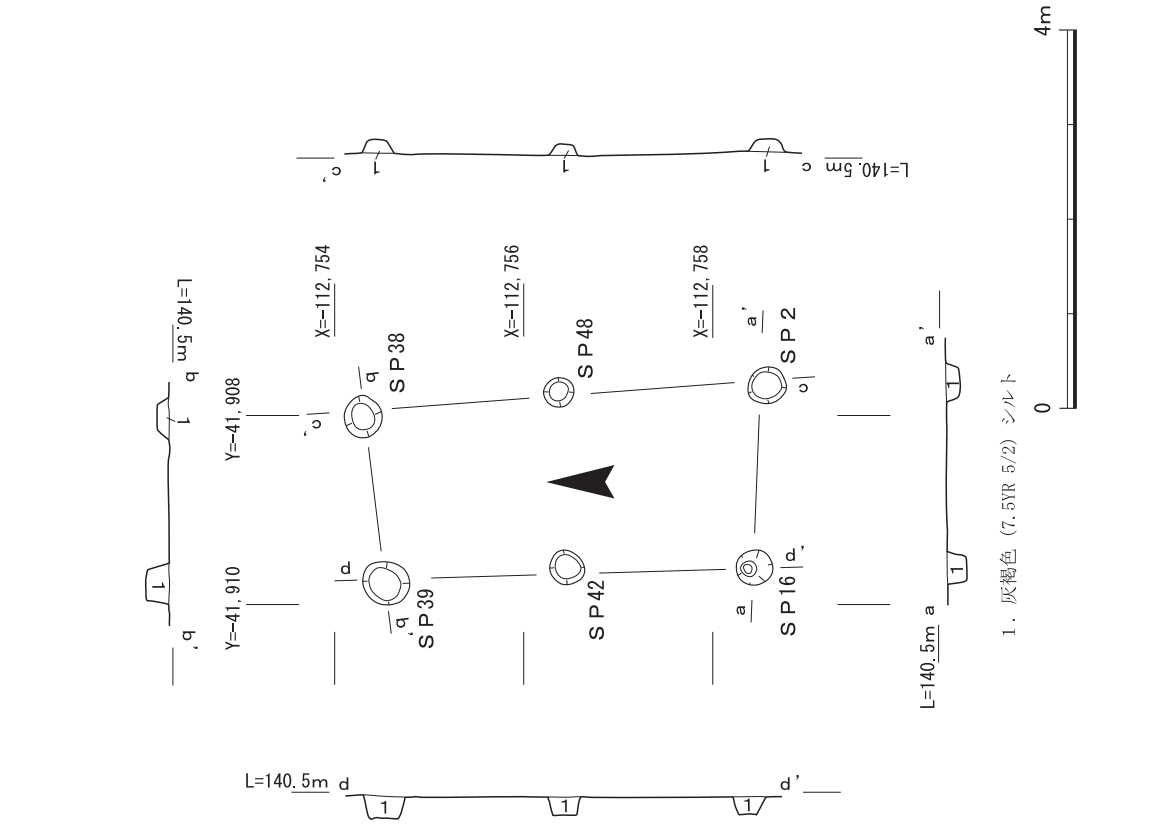 4m
0
c’
1
1
1
c
L=140.5m
X=-112,754
X=-112,756
X=-112,758
L=140.5m
b
1
1
b’
Y=-41,908
Y=-41,910
SP38
b
c’
SP48
SP2
a’
c
d
SP39
b’
SP42
SP16
d’
a
a’
1
1
a
L=140.5m
1. 灰褐色 (7.5YR 5/2) シルト
L=140.5m d
1
1
1
d’